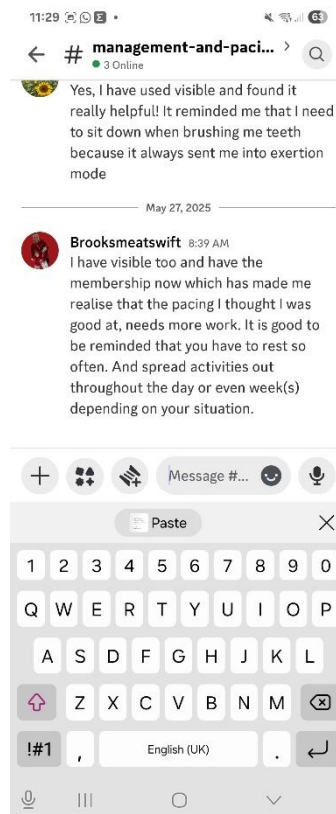 11:29
63
# management-and-paci... >
3 Online
Yes, I have used visible and found it
really helpful! It reminded me that I need
to sit down when brushing me teeth
because it always sent me into exertion
mode
May 27, 2025
Brooksmeatswift 8:39 AM
I have visible too and have the
membership now which has made me
realise that the pacing I thought I was
good at, needs more work. It is good to
be reminded that you have to rest so
often. And spread activities out
throughout the day or even week(s)
depending on your situation.
Message #...
Paste
1 2 3 4 5 6 7 8 9 0
Q W E R T Y U I O P
A S D F G H J K L
Z X C V B N M
!#1 , English (UK) .